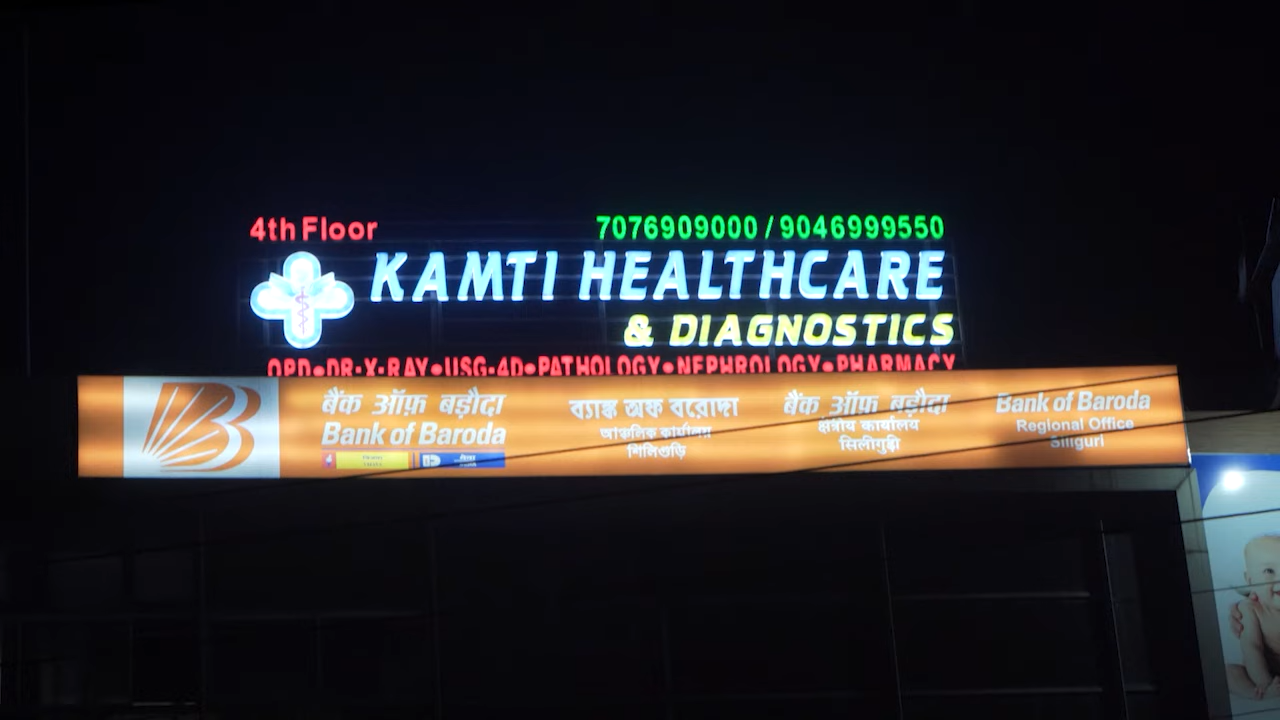 4th Floor
7076909000 / 9046999550
KAMTI HEALTHCARE
& DIAGNOSTICS
OPD•DR-X-RAY•USG-4D•PATHOLOGY•NEPHROLOGY•PHARMACY
बैंक ऑफ़ बड़ौदा
Bank of Baroda
ব্যাঙ্ক অফ বরোদা
আঞ্চলিক কার্যালয়
শিলিগুড়ি
बैंक ऑफ़ बड़ौदा
क्षेत्रीय कार्यालय
सिलीगुड़ी
Bank of Baroda
Regional Office
Siliguri